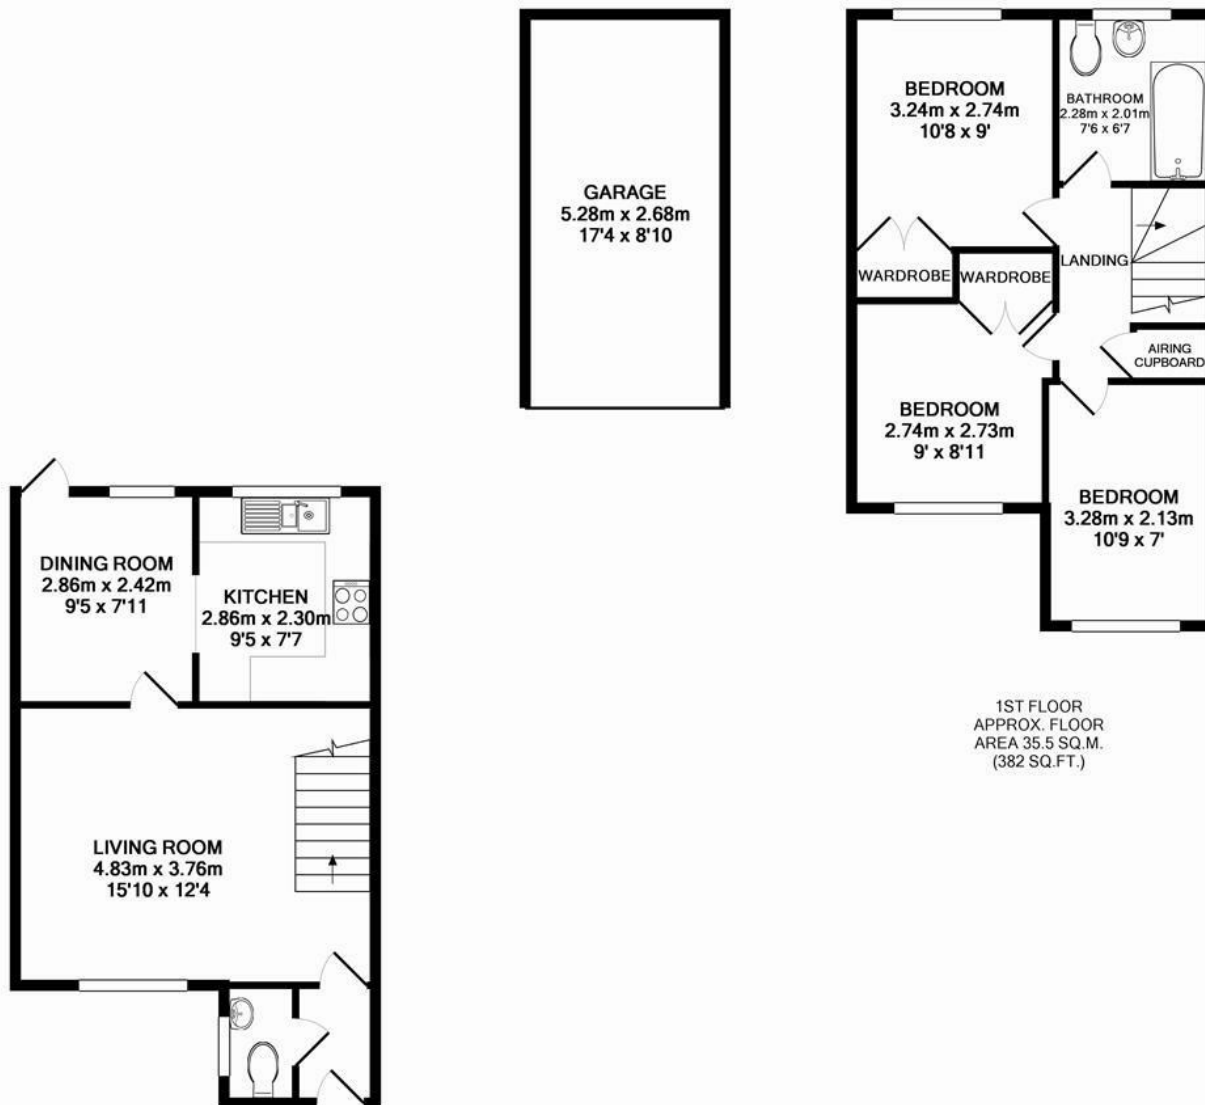 GARAGE
5.28m x 2.68m
17'4 x 8'10
BEDROOM
3.24m x 2.74m
10'8 x 9'
BATHROOM
2.28m x 2.01m
7'6 x 6'7
WARDROBE
WARDROBE
LANDING
AIRING
CUPBOARD
BEDROOM
2.74m x 2.73m
9' x 8'11
BEDROOM
3.28m x 2.13m
10'9 x 7'
1ST FLOOR
APPROX. FLOOR
AREA 35.5 SQ.M.
(382 SQ.FT.)
DINING ROOM
2.86m x 2.42m
9'5 x 7'11
KITCHEN
2.86m x 2.30m
9'5 x 7'7
LIVING ROOM
4.83m x 3.76m
15'10 x 12'4